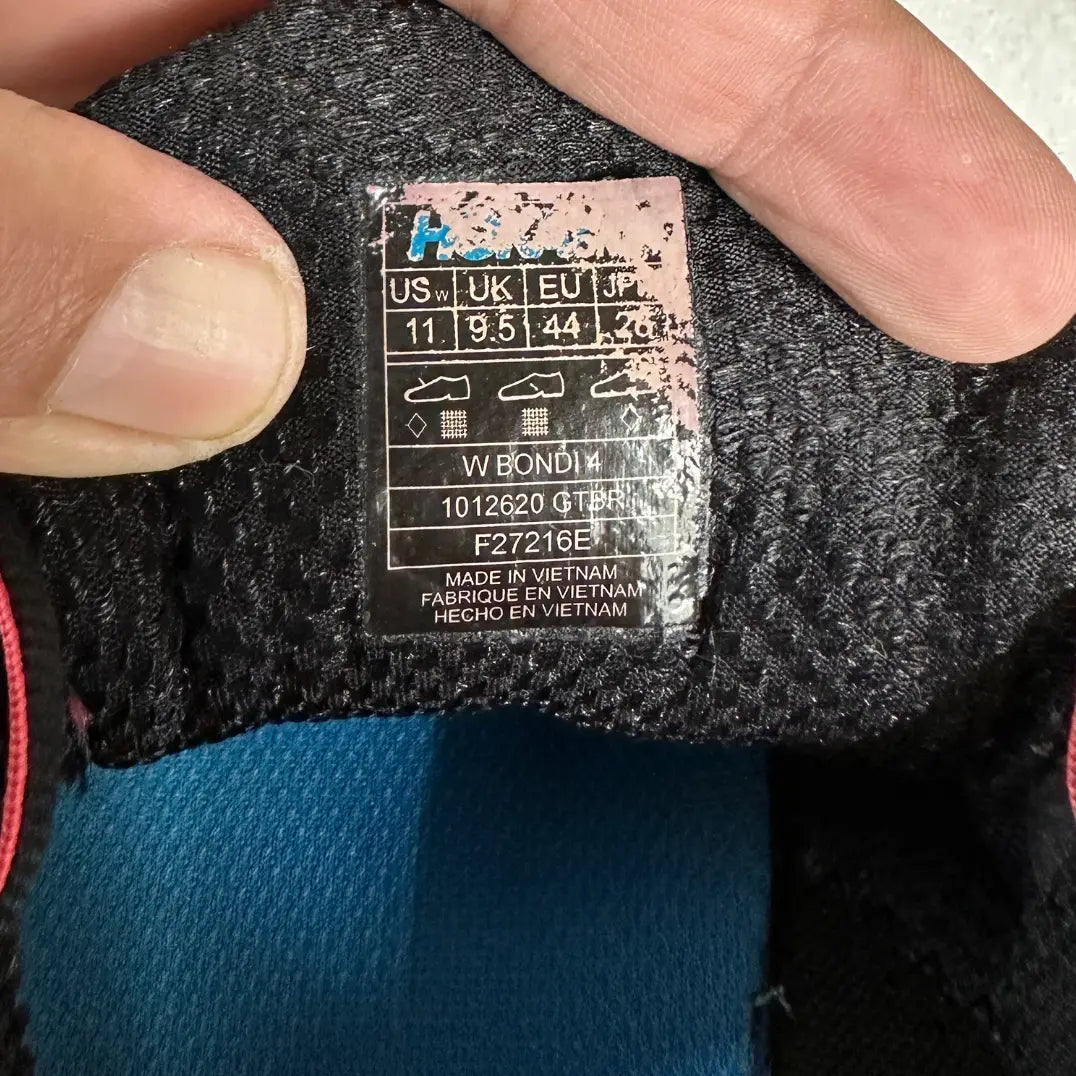 US W UK EU
11 9.5 44
W BONDI 4
1012620 GTBR
F27216E
MADE IN VIETNAM
FABRIQUE EN VIETNAM
HECHO EN VIETNAM